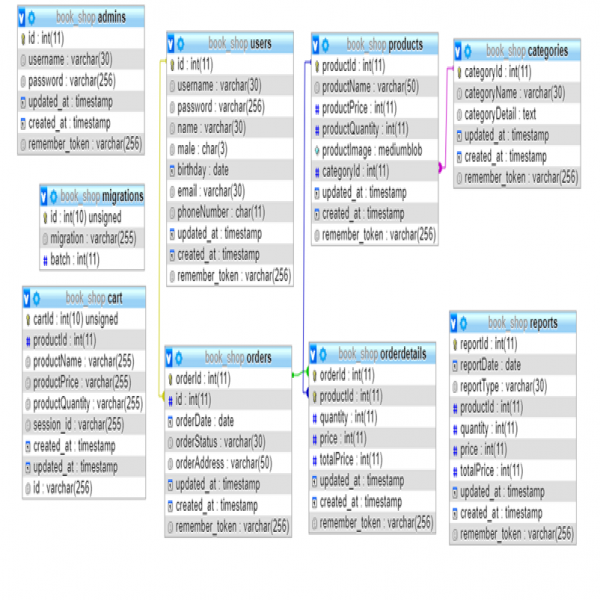 book_shop admins
id : int(11)
username : varchar(30)
password : varchar(256)
updated_at : timestamp
created_at : timestamp
remember_token : varchar(256)
book_shop migrations
id : int(10) unsigned
migration : varchar(255)
batch : int(11)
book_shop cart
cartId : int(10) unsigned
productId : int(11)
productName : varchar(255)
productPrice : varchar(255)
productQuantity : varchar(255)
session_id : varchar(255)
created_at : timestamp
updated_at : timestamp
id : varchar(256)
book_shop users
id : int(11)
username : varchar(30)
password : varchar(256)
name : varchar(30)
male : char(3)
birthday : date
email : varchar(30)
phoneNumber : char(11)
updated_at : timestamp
created_at : timestamp
remember_token : varchar(256)
book_shop orders
orderId : int(11)
id : int(11)
orderDate : date
orderStatus : varchar(30)
orderAddress : varchar(50)
updated_at : timestamp
created_at : timestamp
remember_token : varchar(256)
book_shop products
productId : int(11)
productName : varchar(50)
productPrice : int(11)
productQuantity : int(11)
productImage : mediumblob
categoryId : int(11)
updated_at : timestamp
created_at : timestamp
remember_token : varchar(256)
book_shop orderdetails
orderId : int(11)
productId : int(11)
quantity : int(11)
price : int(11)
totalPrice : int(11)
updated_at : timestamp
created_at : timestamp
remember_token : varchar(256)
book_shop categories
categoryId : int(11)
categoryName : varchar(30)
categoryDetail : text
updated_at : timestamp
created_at : timestamp
remember_token : varchar(256)
book_shop reports
reportId : int(11)
reportDate : date
reportType : varchar(30)
productId : int(11)
quantity : int(11)
price : int(11)
totalPrice : int(11)
updated_at : timestamp
created_at : timestamp
remember_token : varchar(256)